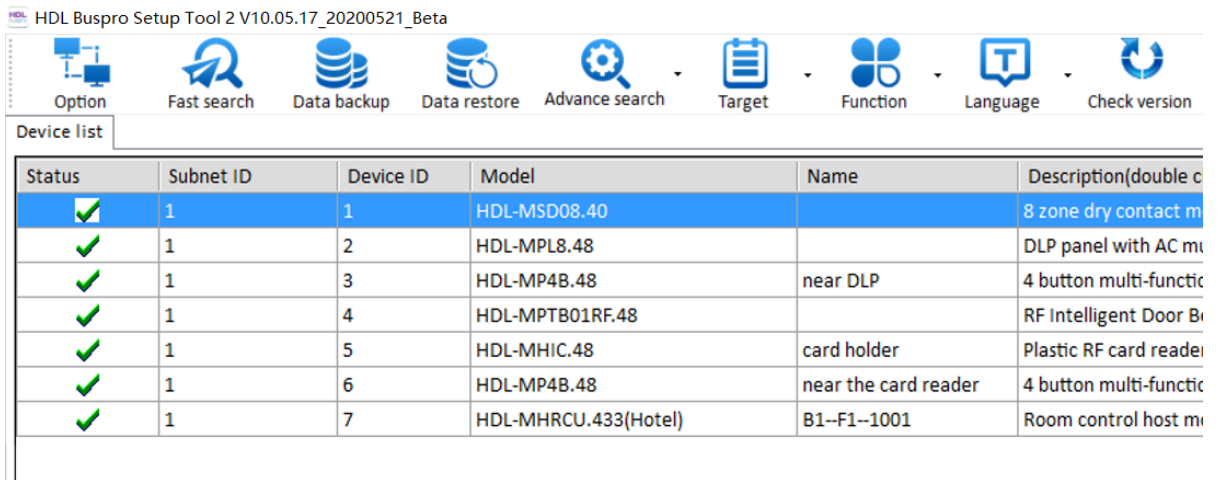 HDL HDL Buspro Setup Tool 2 V10.05.17_20200521_Beta
Option Fast search Data backup Data restore Advance search Target Function Language Check version
Device list
Status Subnet ID Device ID Model Name Description(double c
1 1 HDL-MSD08.40 8 zone dry contact m
1 2 HDL-MPL8.48 DLP panel with AC mu
1 3 HDL-MP4B.48 near DLP 4 button multi-functio
1 4 HDL-MPTB01RF.48 RF Intelligent Door Be
1 5 HDL-MHIC.48 card holder Plastic RF card reader
1 6 HDL-MP4B.48 near the card reader 4 button multi-functio
1 7 HDL-MHRCU.433(Hotel) B1--F1--1001 Room control host mo